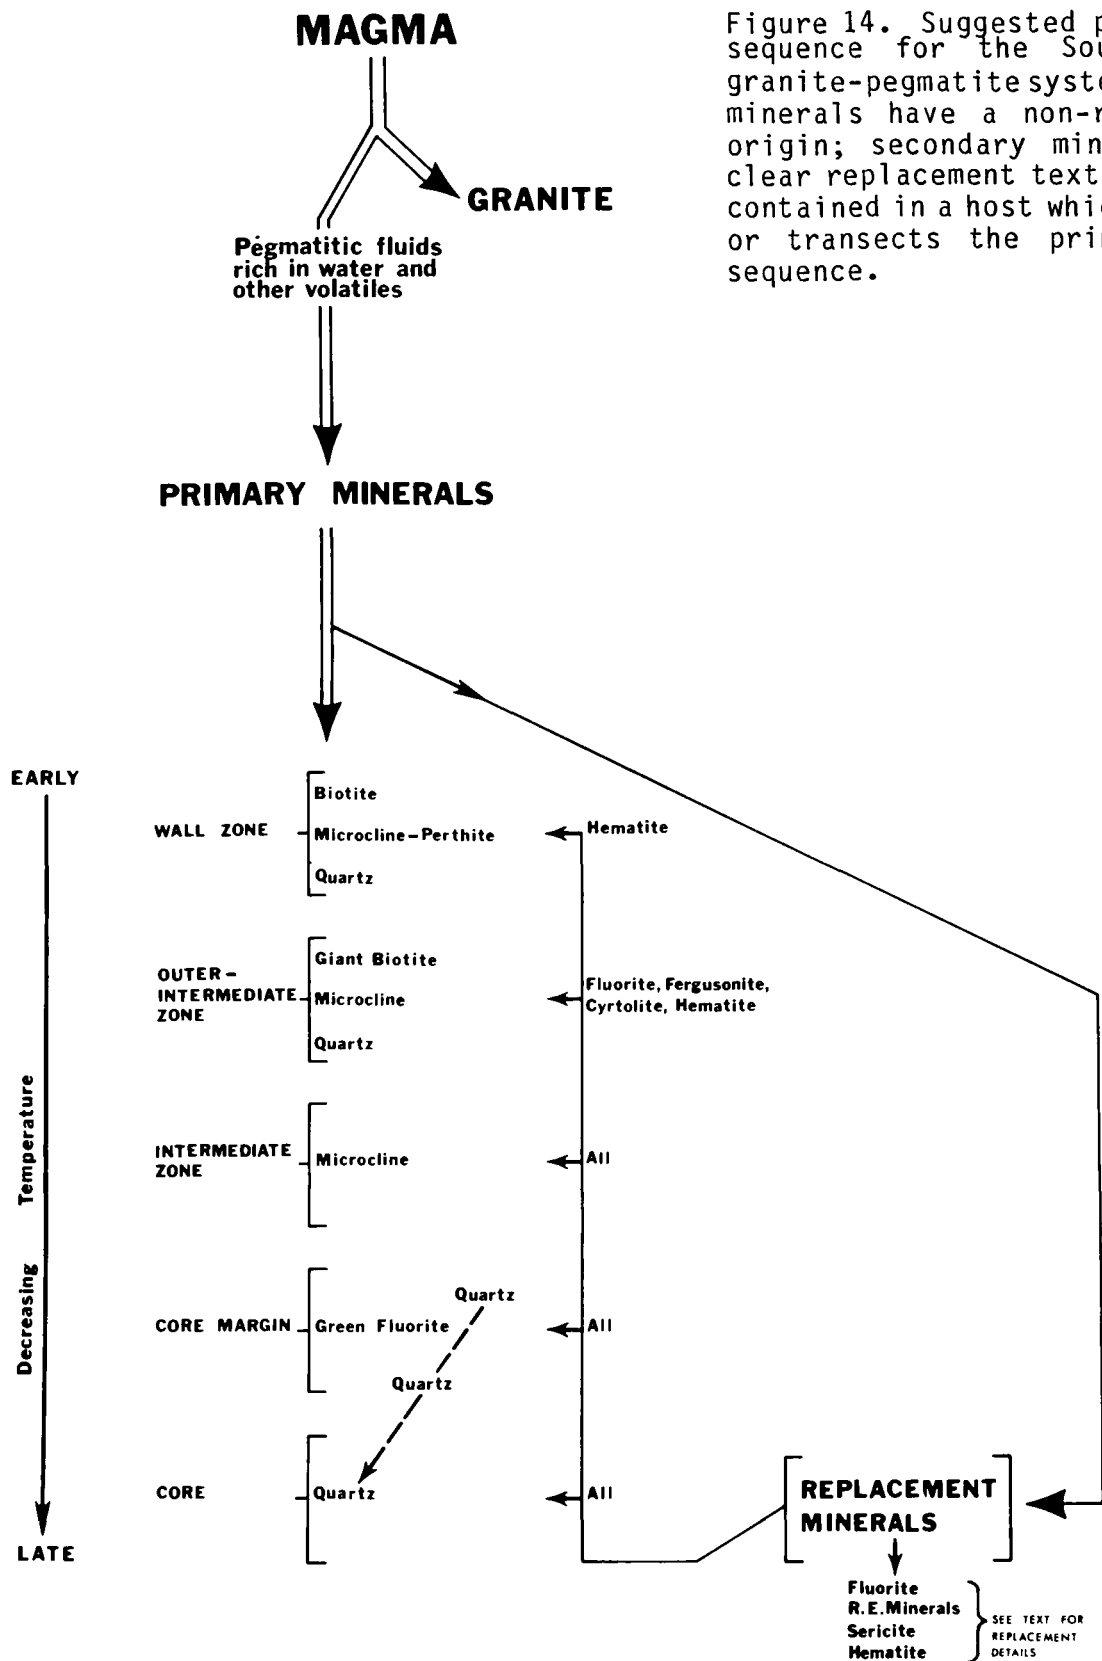 MAGMA
Figure 14. Suggested p
sequence for the Sou
granite-pegmatite syste
minerals have a non-r
origin; secondary min
clear replacement text
contained in a host whic
or transects the pri
sequence.
GRANITE
Pegmatitic fluids
rich in water and
other volatiles
PRIMARY MINERALS
EARLY
Decreasing Temperature
LATE
WALL ZONE
Biotite
Microcline-Perthite
Quartz
Hematite
OUTER-
INTERMEDIATE
ZONE
Giant Biotite
Microcline
Quartz
Fluorite, Fergusonite,
Cyrtolite, Hematite
INTERMEDIATE
ZONE
Microcline
All
CORE MARGIN
Green Fluorite
Quartz
Quartz
All
CORE
Quartz
All
REPLACEMENT
MINERALS
Fluorite
R.E.Minerals
Sericite
Hematite
SEE TEXT FOR
REPLACEMENT
DETAILS